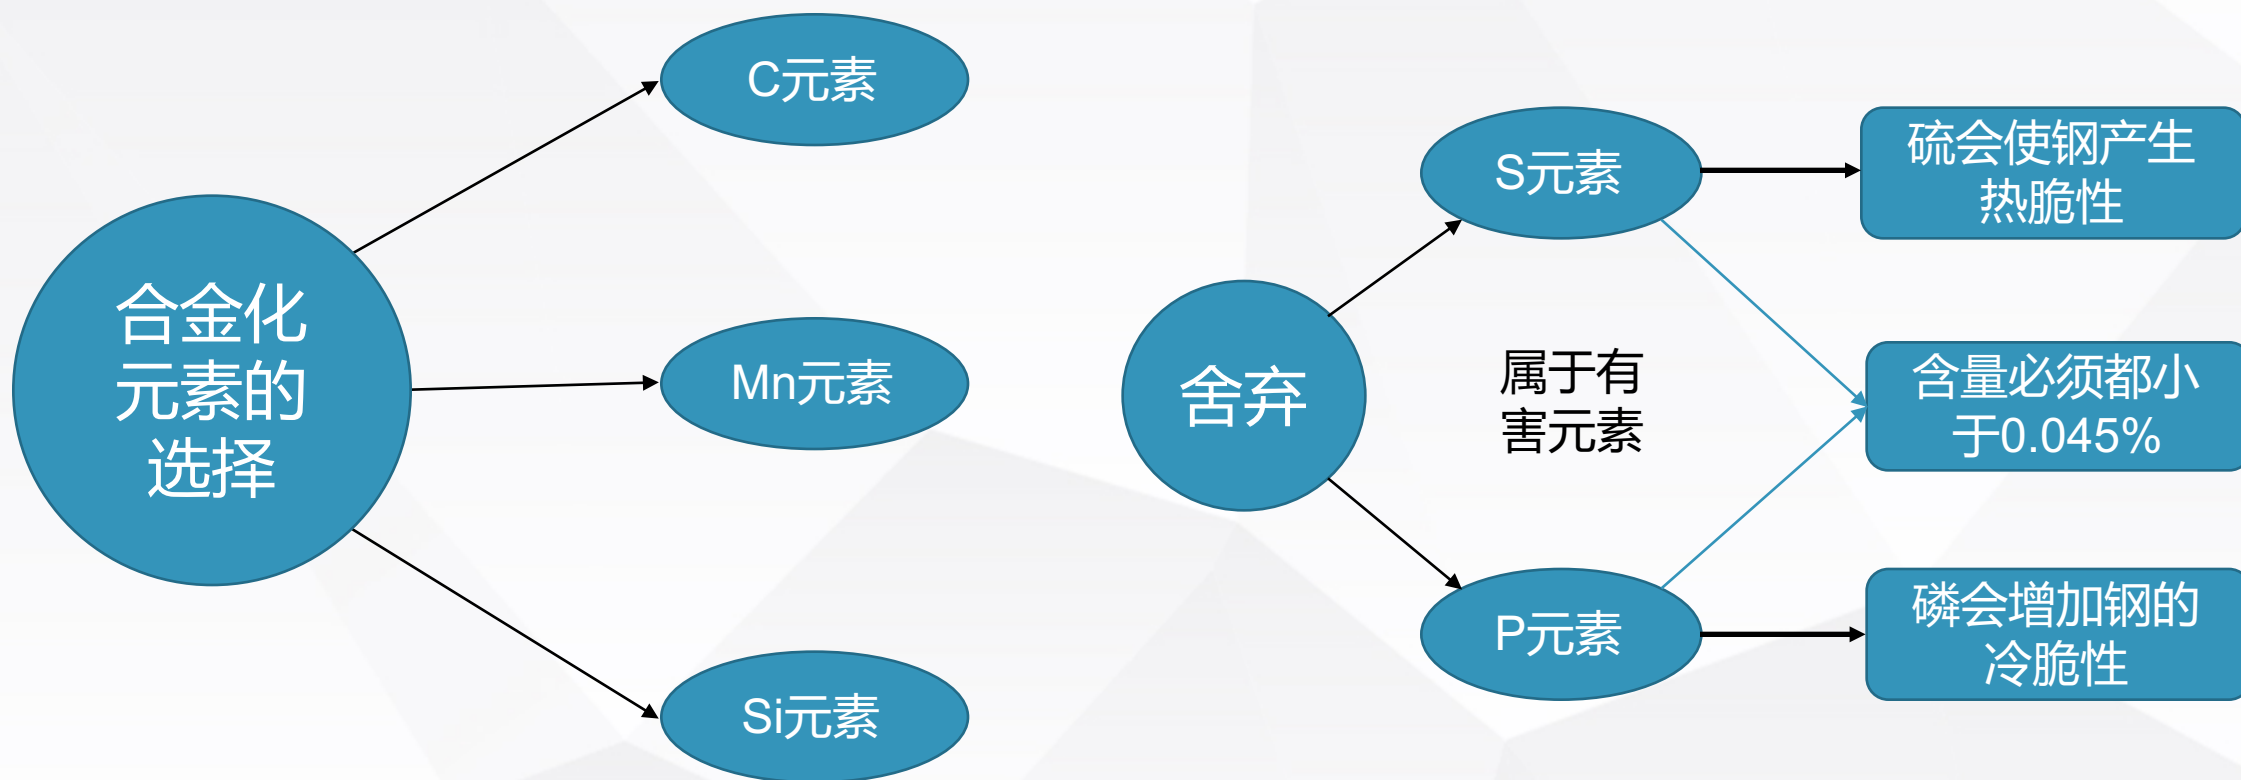 合金化
元素的
选择
C元素
Mn元素
Si元素
舍弃
S元素
属于有
害元素
P元素
硫会使钢产生
热脆性
含量必须都小
于0.045%
磷会增加钢的
冷脆性